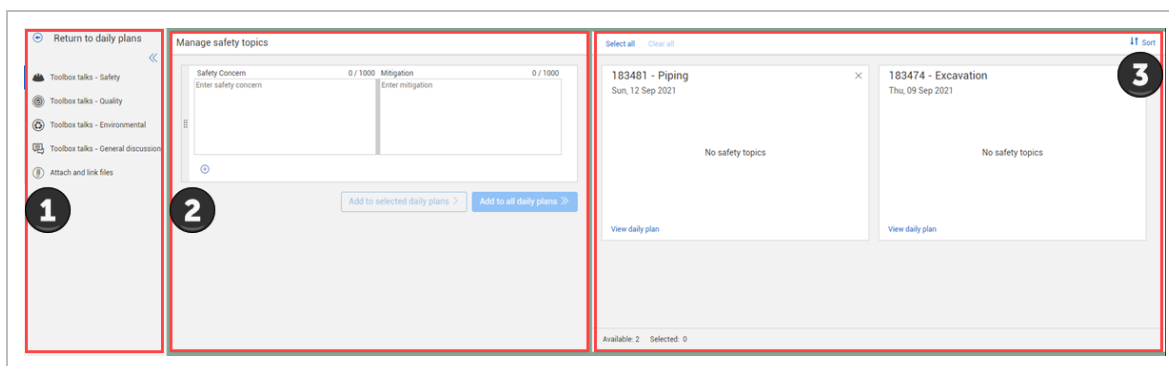 Return to daily plans
Toolbox talks - Safety
Toolbox talks - Quality
Toolbox talks - Environmental
Toolbox talks - General discussion
Attach and link files
1
Manage safety topics
Safety Concern 0 / 1000 Mitigation 0 / 1000
Enter safety concern Enter mitigation
Add to selected daily plans Add to all daily plans
2
Select all Clear all Sort
3
183481 - Piping
Sun, 12 Sep 2021
No safety topics
View daily plan
183474 - Excavation
Thu, 09 Sep 2021
No safety topics
View daily plan
Available: 2 Selected: 0